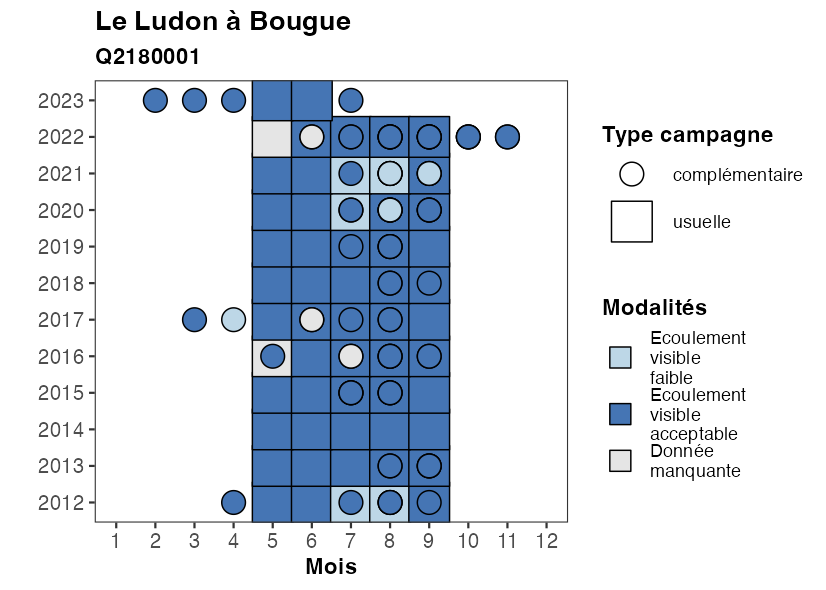 Le Ludon à Bougue
Q2180001
2023
2022
2021
2020
2019
2018
2017
2016
2015
2014
2013
2012
1 2 3 4 5 6 7 8 9 10 11 12
Mois
Type campagne
complémentaire
usuelle
Modalités
Ecoulement
visible
faible
Ecoulement
visible
acceptable
Donnée
manquante